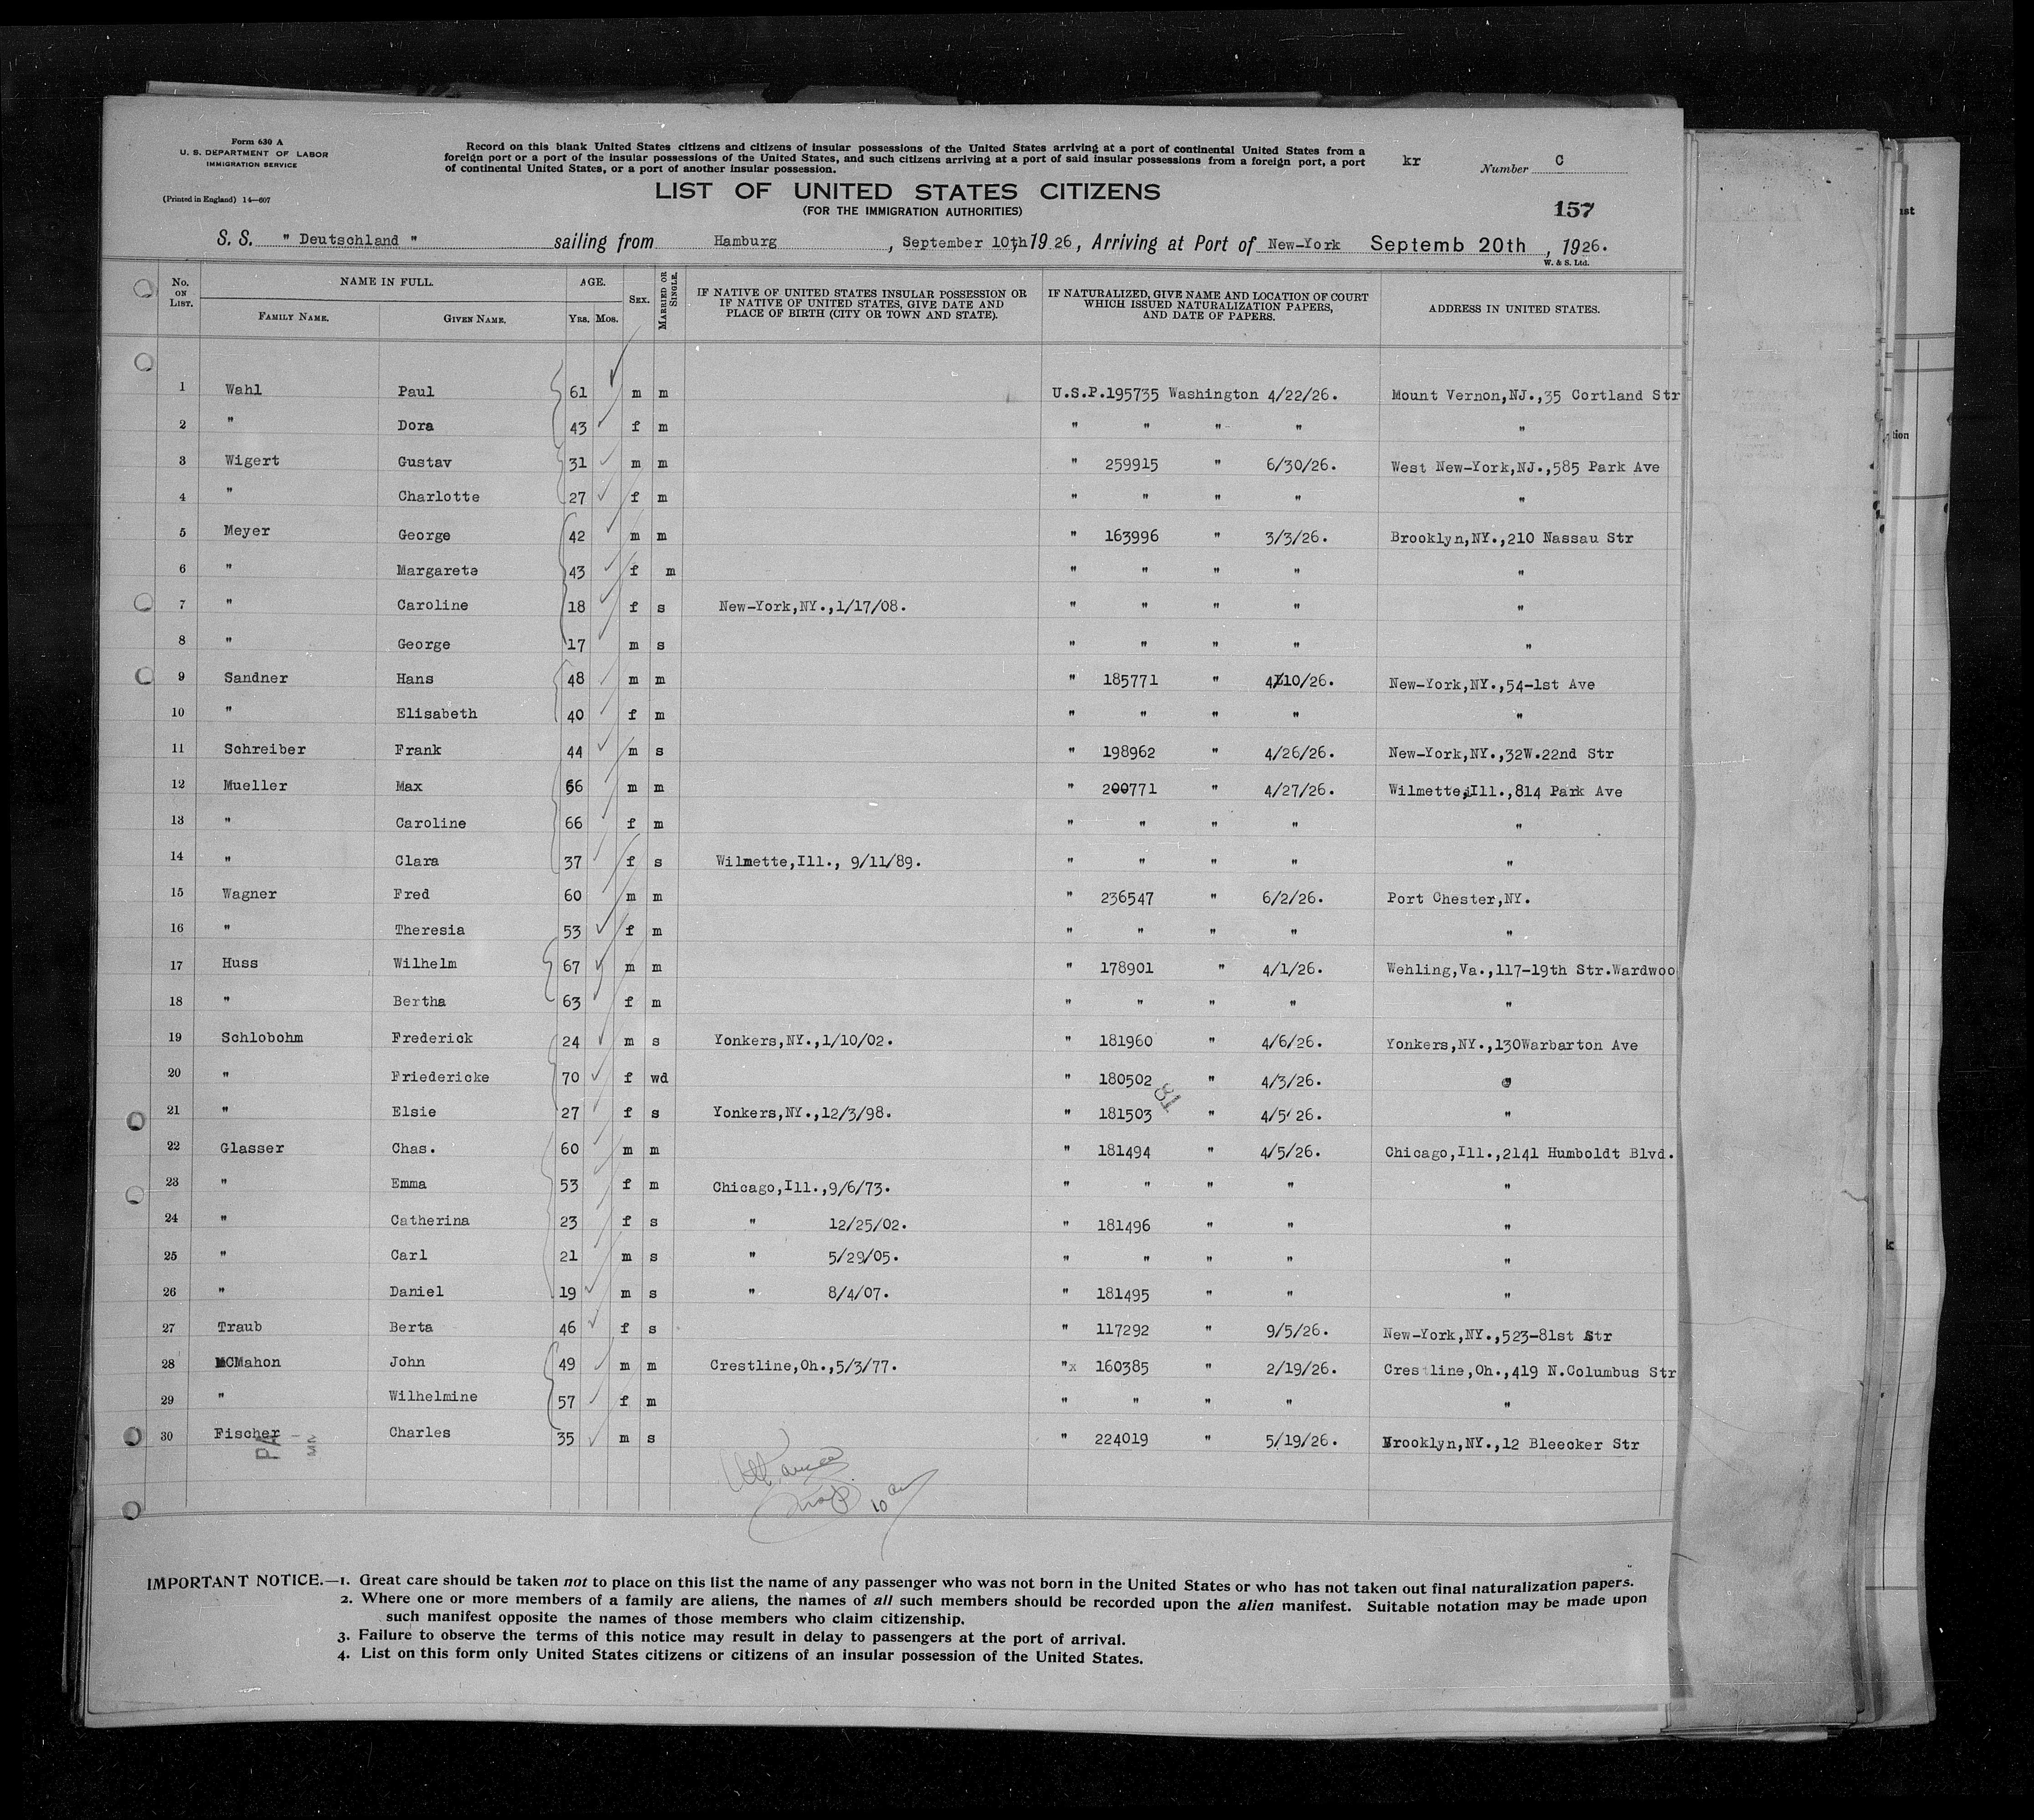 Form 630 A
U. S. DEPARTMENT OF LABOR
IMMIGRATION SERVICE
(Printed in England) 14—607
Record on this blank United States citizens and citizens of insular possessions of the United States arriving at a port of continental United States from a
foreign port or a port of the insular possessions of the United States, and such citizens arriving at a port of said insular possessions from a foreign port, a port
of continental United States, or a port of another insular possession.
kr
Number C
LIST OF UNITED STATES CITIZENS
(FOR THE IMMIGRATION AUTHORITIES)
157
S. S. " Deutschland " sailing from Hamburg, September 10th 1926, Arriving at Port of New-York Septemb 20th, 1926.
W. & S. Ltd.
No. ON LIST. NAME IN FULL. AGE. SEX. MARRIED OR SINGLE. IF NATIVE OF UNITED STATES INSULAR POSSESSION OR IF NATIVE OF UNITED STATES, GIVE DATE AND PLACE OF BIRTH (CITY OR TOWN AND STATE). IF NATURALIZED, GIVE NAME AND LOCATION OF COURT WHICH ISSUED NATURALIZATION PAPERS, AND DATE OF PAPERS. ADDRESS IN UNITED STATES.
FAMILY NAME. GIVEN NAME. YRS. MOS.
1 Wahl Paul 61 m m U.S.P.195735 Washington 4/22/26. Mount Vernon,NJ.,35 Cortland Str
2 " Dora 43 f m " " " " "
3 Wigert Gustav 31 m m " 259915 " 6/30/26. West New-York,NJ.,585 Park Ave
4 " Charlotte 27 f m " " " " "
5 Meyer George 42 m m " 163996 " 3/3/26. Brooklyn,NY.,210 Nassau Str
6 " Margarete 43 f m " " " " "
7 " Caroline 18 f s New-York,NY.,1/17/08. " " " " "
8 " George 17 m s " " " " "
9 Sandner Hans 48 m m " 185771 " 4/10/26. New-York,NY.,54-1st Ave
10 " Elisabeth 40 f m " " " " "
11 Schreiber Frank 44 m s " 198962 " 4/26/26. New-York,NY.,32W.22nd Str
12 Mueller Max 66 m m " 200771 " 4/27/26. Wilmette,Ill.,814 Park Ave
13 " Caroline 66 f m " " " " "
14 " Clara 37 f s Wilmette,Ill., 9/11/89. " " " " "
15 Wagner Fred 60 m m " 236547 " 6/2/26. Port Chester,NY.
16 " Theresia 53 f m " " " " "
17 Huss Wilhelm 67 m m " 178901 " 4/1/26. Wehling,Va.,117-19th Str.Wardwoo
18 " Bertha 63 f m " " " " "
19 Schlobohm Frederick 24 m s Yonkers,NY.,1/10/02. " 181960 " 4/6/26. Yonkers,NY.,130Warbarton Ave
20 " Friedericke 70 f wd " 180502 " 4/3/26. "
81
21 " Elsie 27 f s Yonkers,NY.,12/3/98. " 181503 " 4/5/26. "
22 Glasser Chas. 60 m m " 181494 " 4/5/26. Chicago,Ill.,2141 Humboldt Blvd.
23 " Emma 53 f m Chicago,Ill.,9/6/73. " " " " "
24 " Catherina 23 f s " 12/25/02. " 181496 " " "
25 " Carl 21 m s " 5/29/05. " " " " "
26 " Daniel 19 m s " 8/4/07. " 181495 " " "
27 Traub Berta 46 f s " 117292 " 9/5/26. New-York,NY.,523-81st Str
28 MCMahon John 49 m m Crestline,Oh.,5/3/77. "x 160385 " 2/19/26. Crestline,Oh.,419 N.Columbus Str
29 " Wilhelmine 57 f m " " " " "
30 Fischer Charles 35 m s " 224019 " 5/19/26. Brooklyn,NY.,12 Bleecker Str
PA
10
IMPORTANT NOTICE.—1. Great care should be taken not to place on this list the name of any passenger who was not born in the United States or who has not taken out final naturalization papers.
2. Where one or more members of a family are aliens, the names of all such members should be recorded upon the alien manifest. Suitable notation may be made upon
such manifest opposite the names of those members who claim citizenship.
3. Failure to observe the terms of this notice may result in delay to passengers at the port of arrival.
4. List on this form only United States citizens or citizens of an insular possession of the United States.